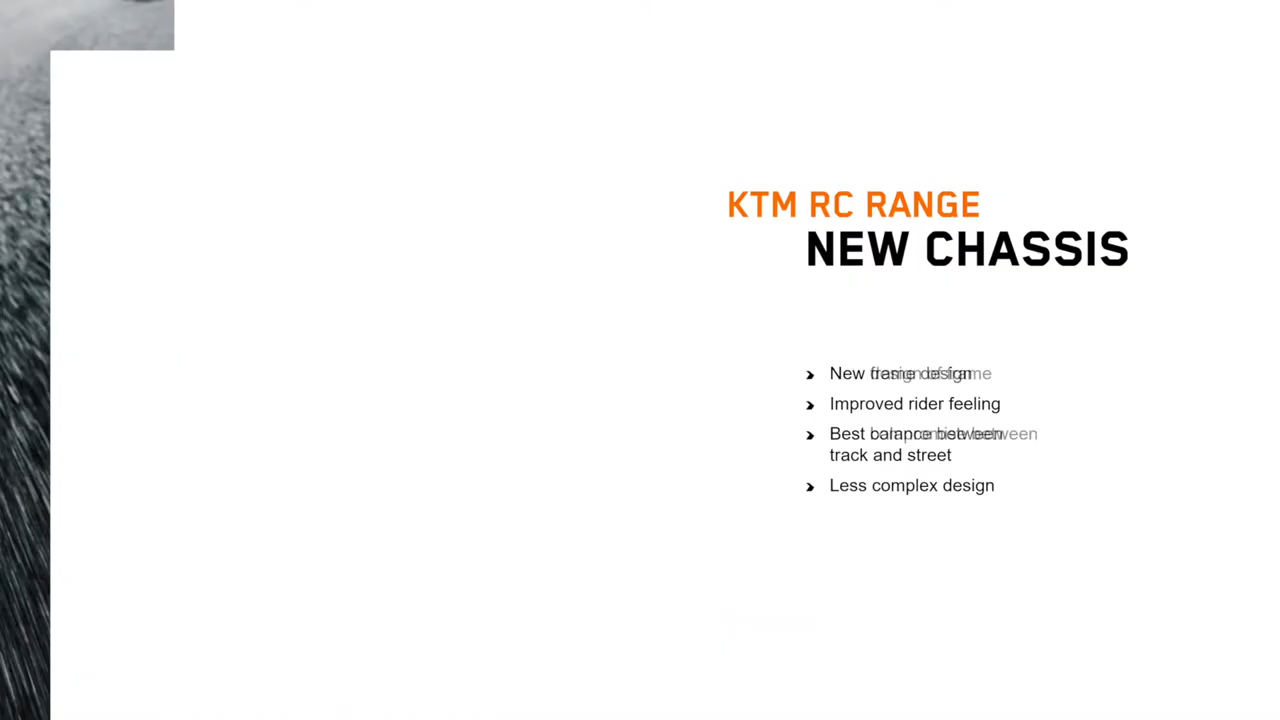 KTM RC RANGE
NEW CHASSIS
New frame design
Improved rider feeling
Best balance between
track and street
Less complex design